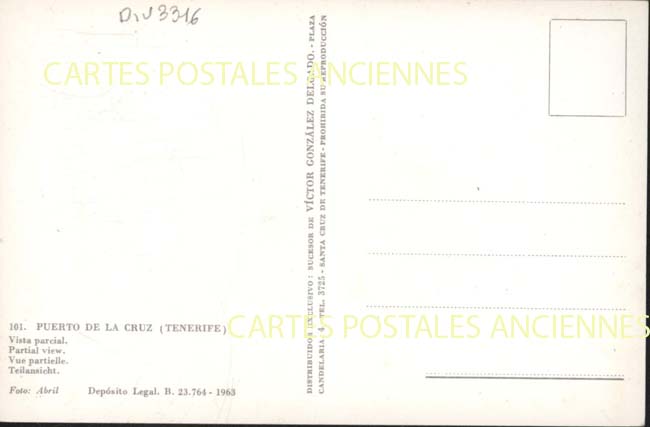 Div 3316
CARTES POSTALES ANCIENNES
101. PUERTO DE LA CRUZ (TENERIFE)
Vista parcial.
Partial view.
Vue partielle.
Teilansicht.
Foto: Abril Depósito Legal. B. 23.764 - 1963
DISTRIBUIDOR EXCLUSIVO: SUCESOR DE VÍCTOR GONZÁLEZ DELGADO. - PLAZA
CANDELARIA, 4 - TEL. 3725 - SANTA CRUZ DE TENERIFE - PROHIBIDA SU REPRODUCCIÓN
CARTES POSTALES ANCIENNES